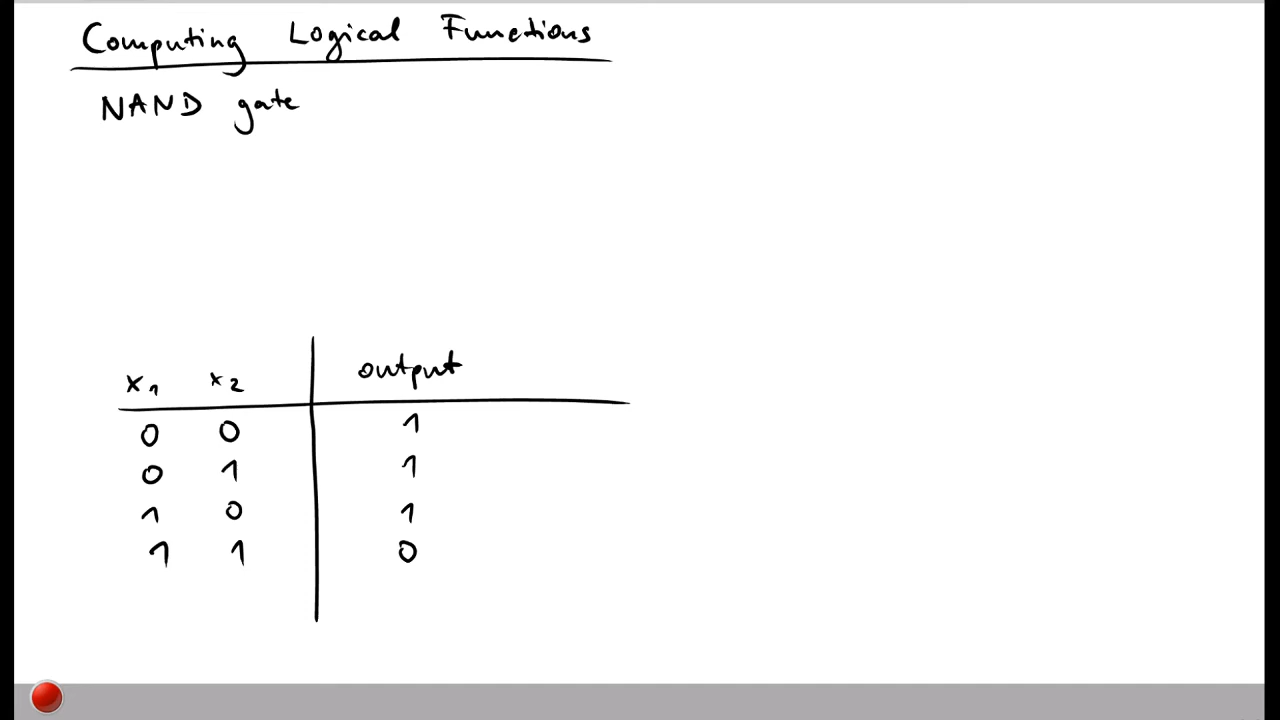 Computing Logical Functions
NAND gate
x1 x2 output
0 0 1
0 1 1
1 0 1
1 1 0